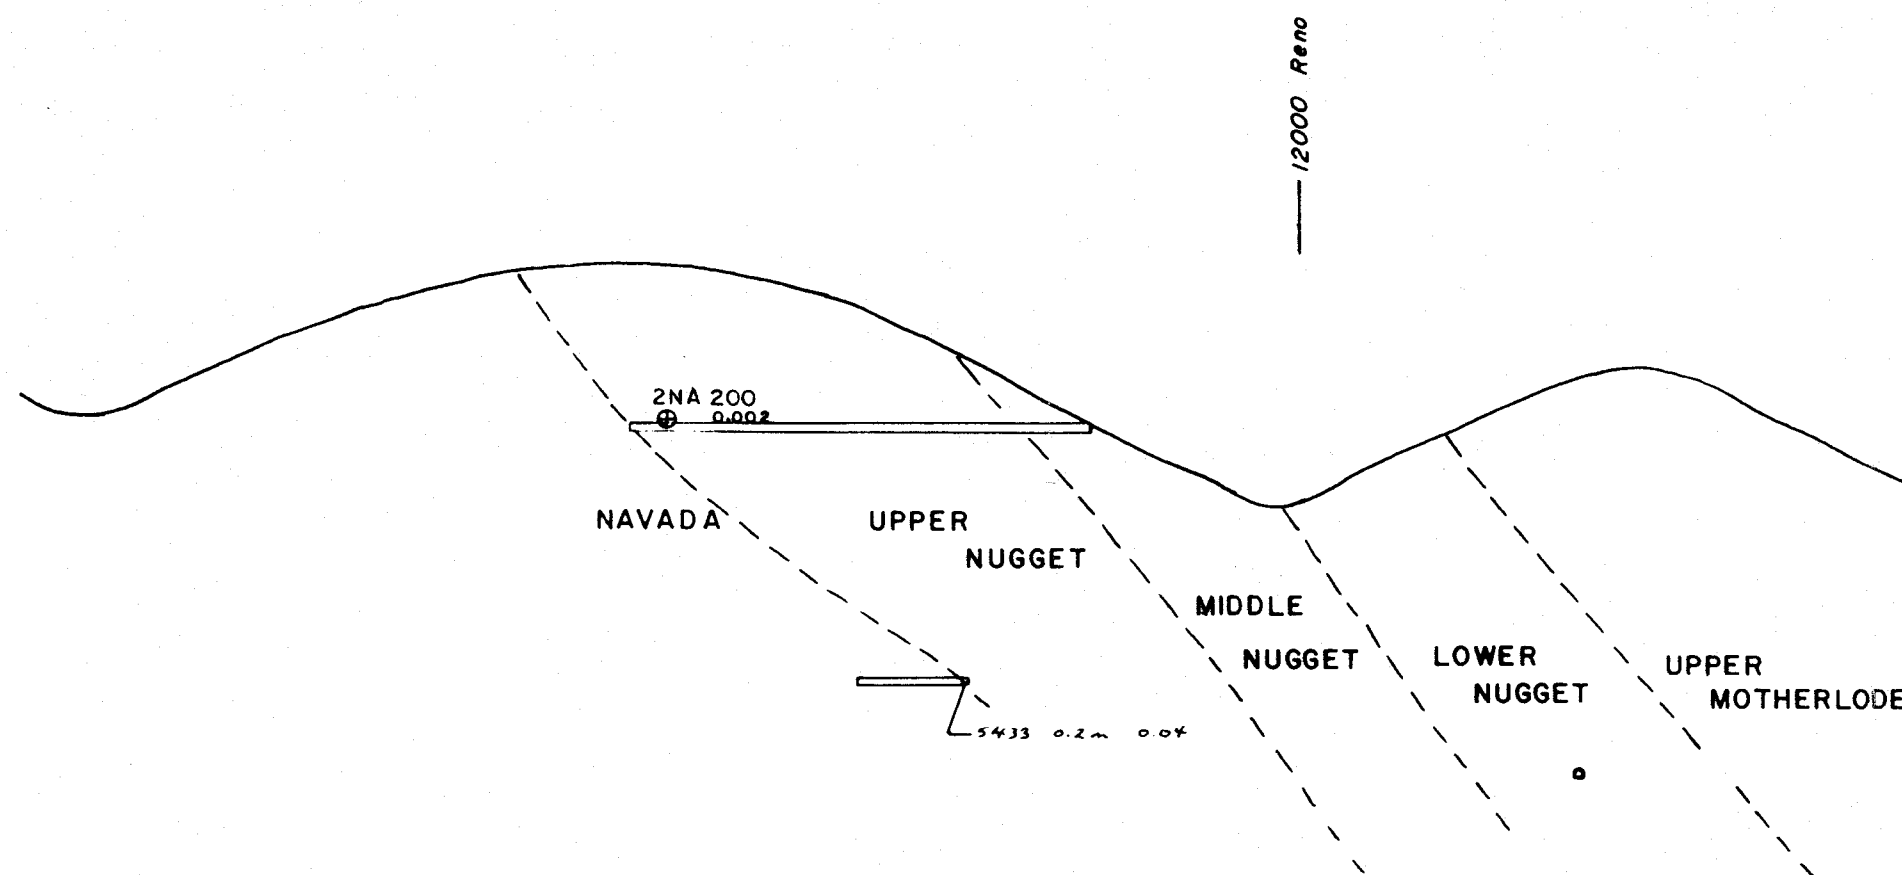 12000 Reno
2NA 200
0.002
NAVADA
UPPER
NUGGET
MIDDLE
NUGGET
LOWER
NUGGET
UPPER
MOTHERLODE
5433 0.2m 0.04